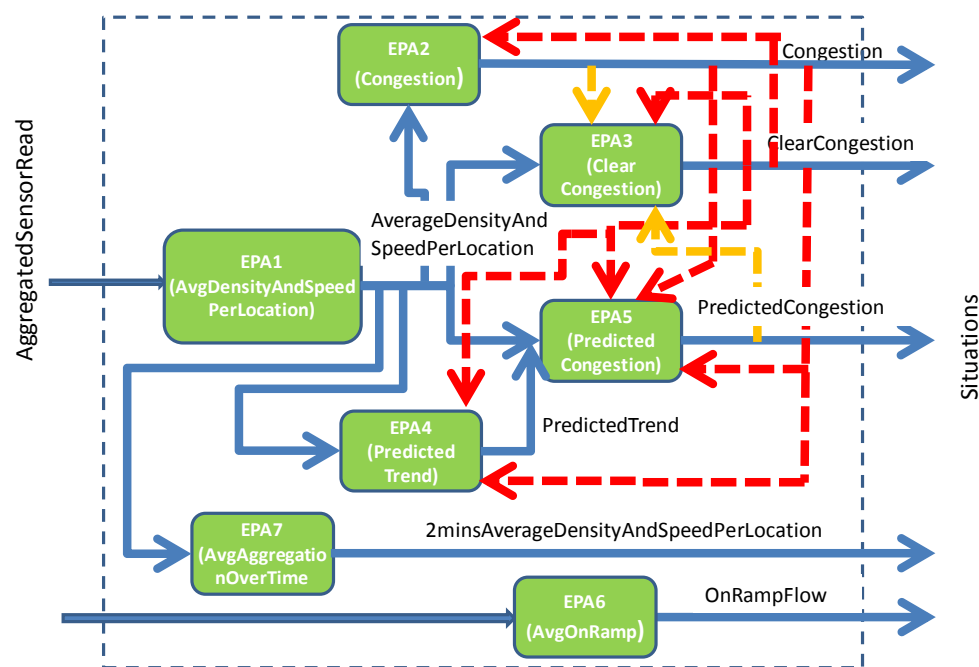 EPA2
(Congestion)
Congestion
EPA3
(Clear
Congestion)
ClearCongestion
AggregatedSensorRead
AverageDensityAnd
SpeedPerLocation
EPA1
(AvgDensityAndSpeed
PerLocation)
EPA5
(Predicted
Congestion)
PredictedCongestion
Situations
EPA4
(Predicted
Trend)
PredictedTrend
EPA7
(AvgAggregatio
nOverTime
2minsAverageDensityAndSpeedPerLocation
EPA6
(AvgOnRamp)
OnRampFlow